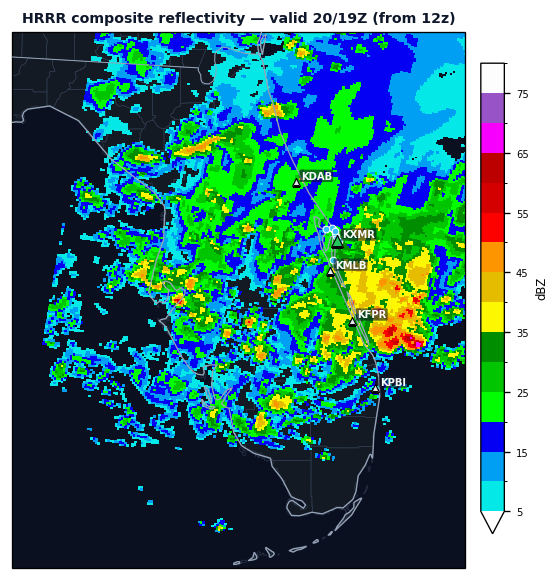 HRRR composite reflectivity — valid 20/19Z (from 12z)
KDAB
KXMR
KMLB
KFPR
KPBI
75
65
55
45
35
25
15
5
dBZ